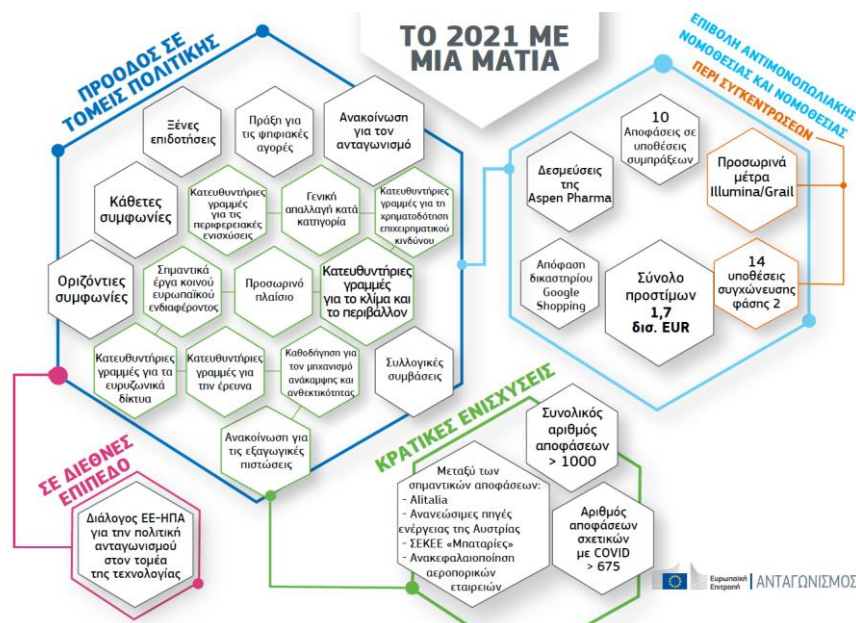 ΤΟ 2021 ΜΕ
ΜΙΑ ΜΑΤΙΑ
ΠΡΟΟΔΟΣ ΣΕ
ΤΟΜΕΙΣ ΠΟΛΙΤΙΚΗΣ
Ξένες
επιδοτήσεις
Πράξη για
τις ψηφιακές
αγορές
Ανακοίνωση
για τον
ανταγωνισμό
Κάθετες
συμφωνίες
Κατευθυντήριες
γραμμές
για τις
περιφερειακές
ενισχύσεις
Γενική
απαλλαγή κατά
κατηγορία
Κατευθυντήριες
γραμμές για τη
χρηματοδότηση
επιχειρηματικού
κινδύνου
Οριζόντιες
συμφωνίες
Σημαντικά
έργα κοινού
ευρωπαϊκού
ενδιαφέροντος
Προσωρινό
πλαίσιο
Κατευθυντήριες
γραμμές
για το κλίμα και
το περιβάλλον
Κατευθυντήριες
γραμμές για τα
ευρυζωνικά
δίκτυα
Κατευθυντήριες
γραμμές για
την έρευνα
Καθοδήγηση για
τον μηχανισμό
ανάκαμψης και
ανθεκτικότητας
Συλλογικές
συμβάσεις
Ανακοίνωση για
τις εξαγωγικές
πιστώσεις
ΕΠΙΒΟΛΗ ΑΝΤΙΜΟΝΟΠΩΛΙΑΚΗΣ
ΝΟΜΟΘΕΣΙΑΣ ΚΑΙ ΝΟΜΟΘΕΣΙΑΣ
ΠΕΡΙ ΣΥΓΚΕΝΤΡΩΣΕΩΝ
10
Αποφάσεις σε
υποθέσεις
συμπράξεων
Δεσμεύσεις
της
Aspen Pharma
Προσωρινά
μέτρα
Illumina/Grail
Απόφαση
δικαστηρίου
Google
Shopping
Σύνολο
προστίμων
1,7
δισ. EUR
14
υποθέσεις
συγχώνευσης
φάσης 2
ΣΕ ΔΙΕΘΝΕΣ
ΕΠΙΠΕΔΟ
Διάλογος ΕΕ-ΗΠΑ
για την πολιτική
ανταγωνισμού
στον τομέα
της τεχνολογίας
ΚΡΑΤΙΚΕΣ ΕΝΙΣΧΥΣΕΙΣ
Συνολικός
αριθμός
αποφάσεων
> 1000
Μεταξύ των
σημαντικών αποφάσεων:
- Alitalia
- Ανανεώσιμες πηγές
ενέργειας της Αυστρίας
- ΣΕΚΕΕ «Μπαταρίες»
- Ανακεφαλαιοποίηση
αεροπορικών
εταιρειών
Αριθμός
αποφάσεων
σχετικών
με COVID
> 675
Ευρωπαϊκή
Επιτροπή
ΑΝΤΑΓΩΝΙΣΜΟΣ